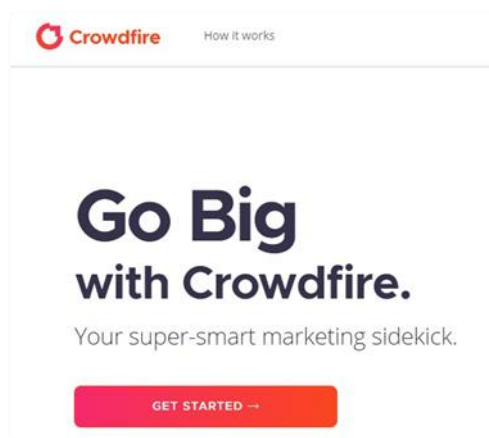 Crowdfire How it works
Go Big
with Crowdfire.
Your super-smart marketing sidekick.
GET STARTED →